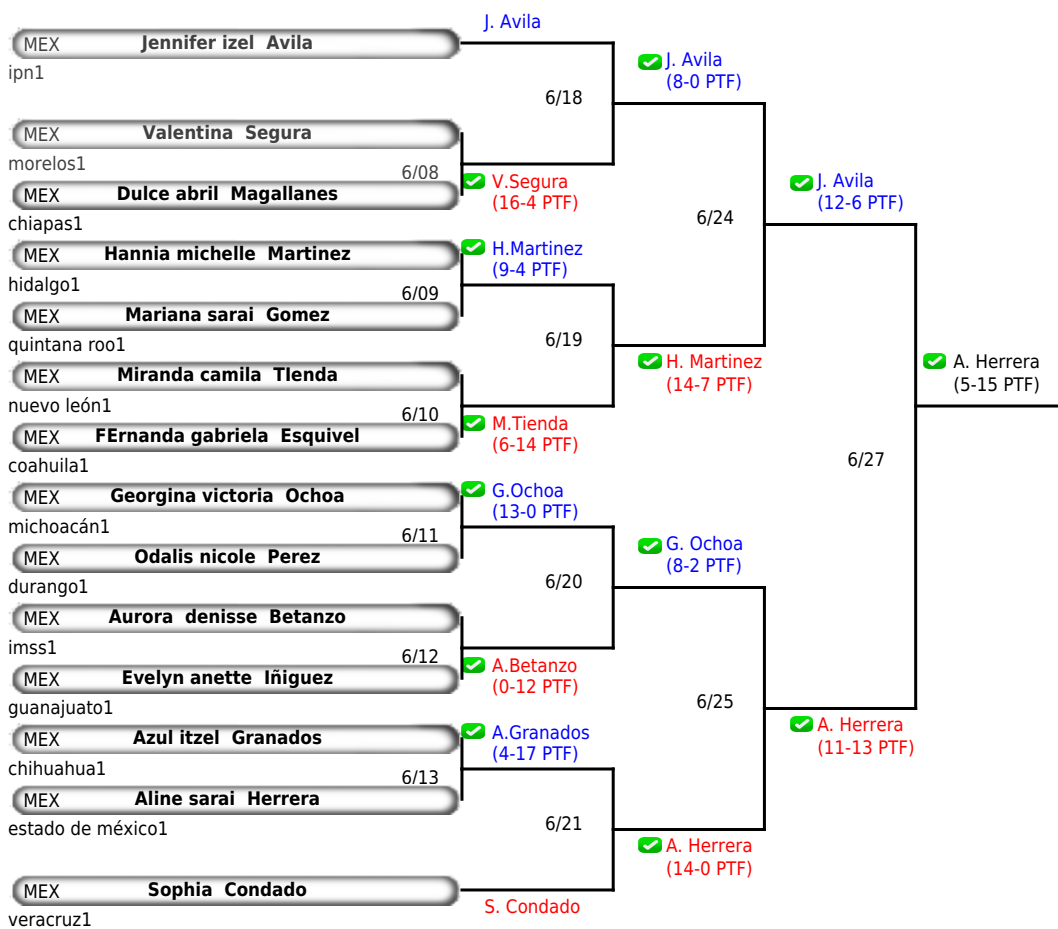 J. Avila
MEX Jennifer izel Avila
ipn1
J. Avila
(8-0 PTF)
6/18
MEX Valentina Segura
morelos1
6/08
V.Segura
(16-4 PTF)
MEX Dulce abril Magallanes
chiapas1
J. Avila
(12-6 PTF)
6/24
MEX Hannia michelle Martinez
hidalgo1
H.Martinez
(9-4 PTF)
6/09
MEX Mariana sarai Gomez
quintana roo1
6/19
H. Martinez
(14-7 PTF)
A. Herrera
(5-15 PTF)
MEX Miranda camila TIenda
nuevo león1
6/10
M.Tienda
(6-14 PTF)
MEX FErnanda gabriela Esquivel
coahuila1
6/27
MEX Georgina victoria Ochoa
michoacán1
G.Ochoa
(13-0 PTF)
6/11
G. Ochoa
(8-2 PTF)
MEX Odalis nicole Perez
durango1
6/20
MEX Aurora denisse Betanzo
imss1
6/12
A.Betanzo
(0-12 PTF)
MEX Evelyn anette Iñiguez
guanajuato1
6/25
A. Herrera
(11-13 PTF)
MEX Azul itzel Granados
chihuahua1
A.Granados
(4-17 PTF)
6/13
MEX Aline sarai Herrera
estado de méxico1
6/21
A. Herrera
(14-0 PTF)
MEX Sophia Condado
veracruz1
S. Condado